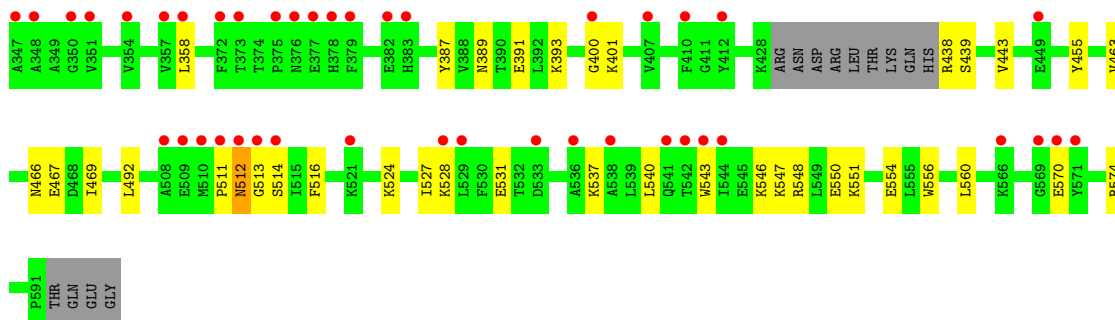 A347 A348 A349 G350 V351 V354 V357 L358 F372 T373 T374 P375 N376 E377 H378 F379 E382 H383 Y387 V388 N389 T390 E391 L392 K393 G400 K401 V407 F410 G411 Y412 K428 ARG ASN ASP ARG LEU THR LYS GLN HIS R438 S439 V443 E449 Y455 V463
N466 E467 D468 I469 L492 A508 E509 M510 P511 N512 G513 S514 I515 F516 K521 K524 I527 K528 L529 F530 E531 T532 D533 A536 K537 A538 L539 L540 Q541 T542 W543 I544 E545 K546 K547 R548 L549 E550 K551 E554 L555 W556 L560 K566 G569 E570 Y571
P591 THR GLN GLU GLY